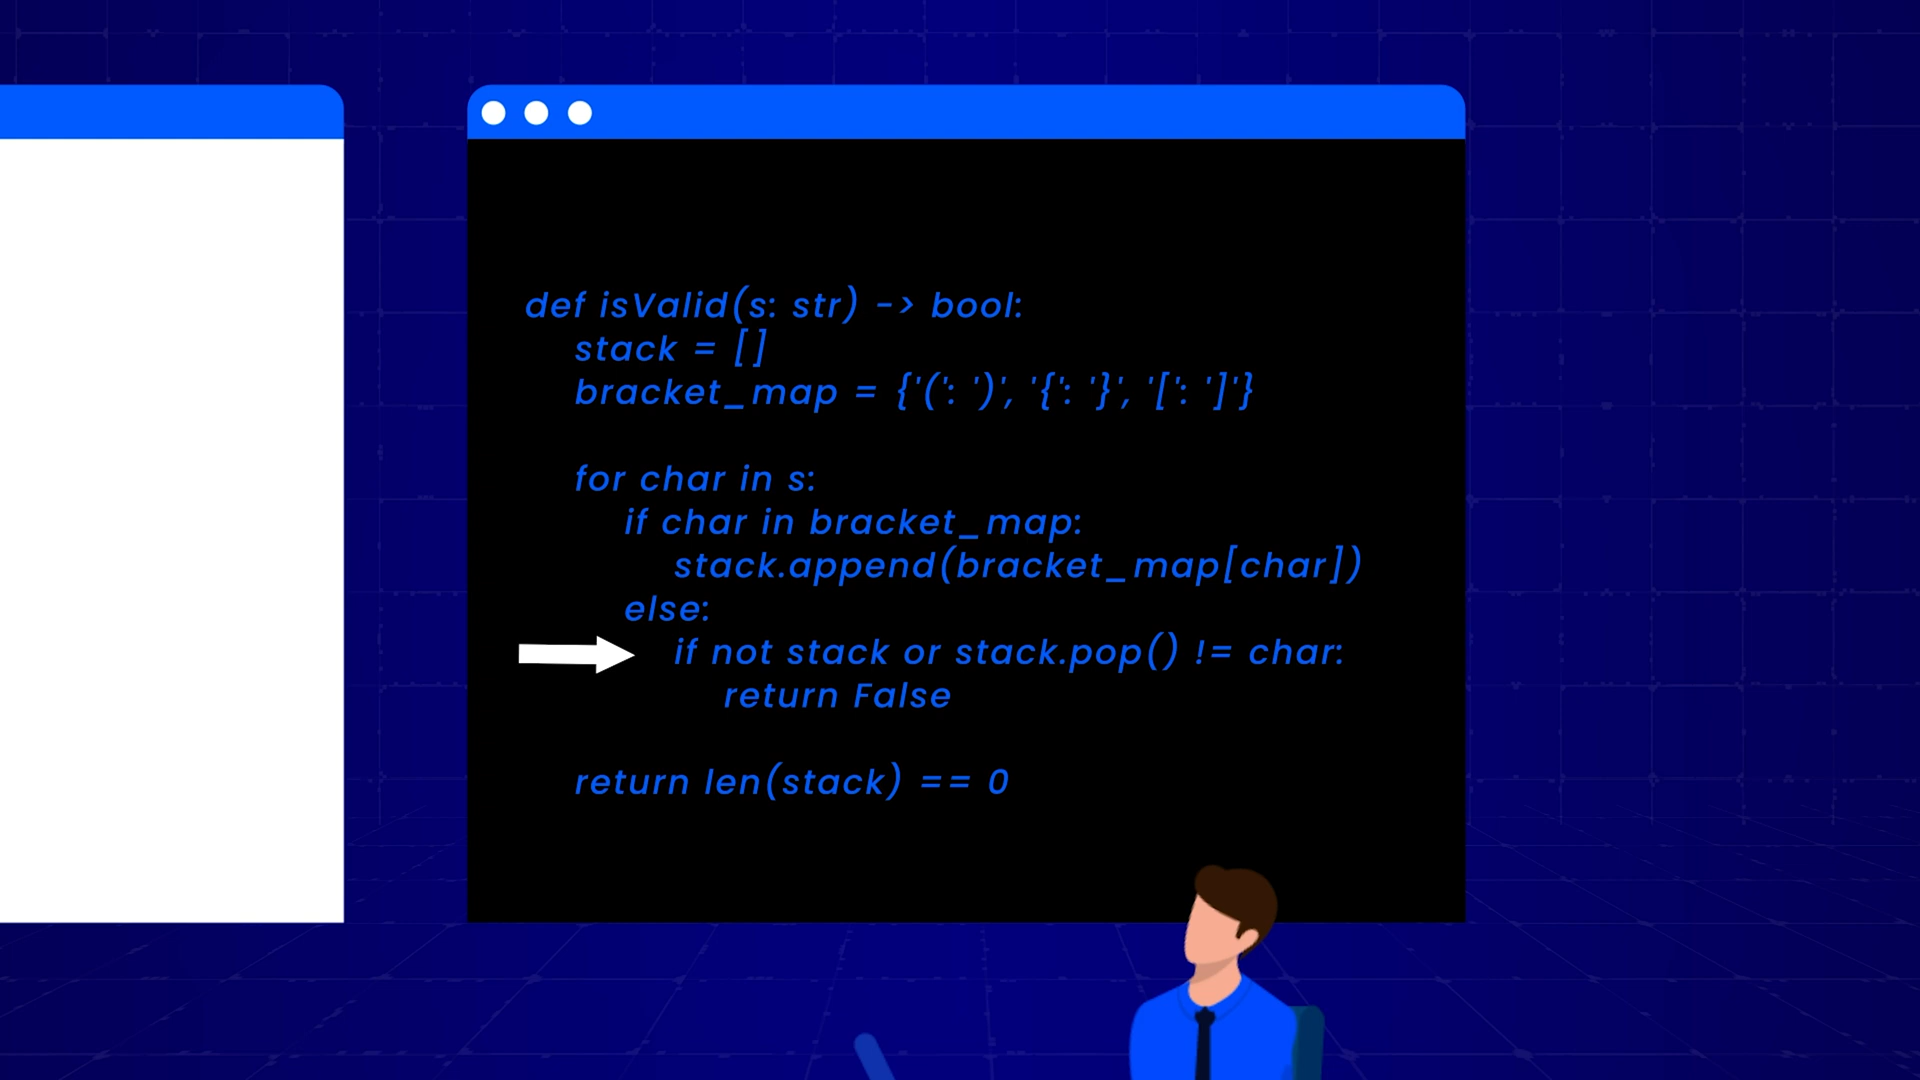 def isValid(s: str) -> bool:
stack = []
bracket_map = {'(': ')', '{': '}', '[': ']'}
for char in s:
if char in bracket_map:
stack.append(bracket_map[char])
else:
if not stack or stack.pop() != char:
return False
return len(stack) == 0